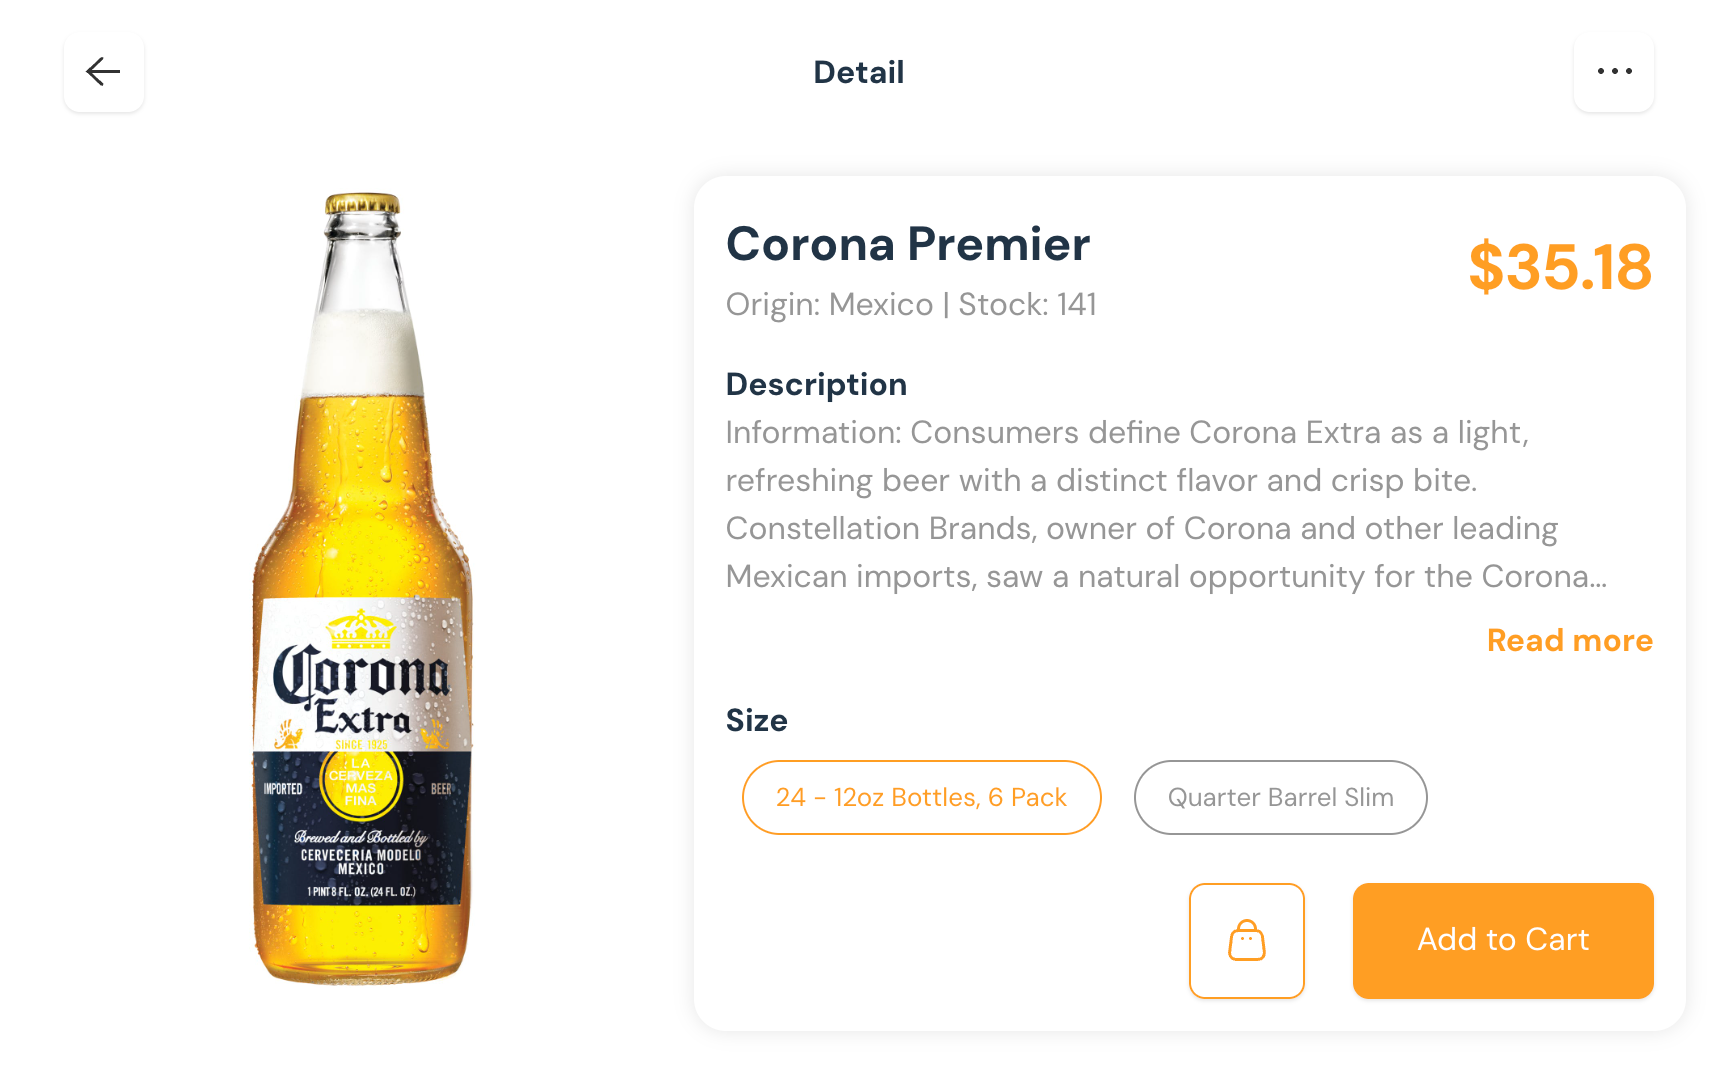 Detail
Corona
Extra
SINCE 1925
LA
CERVEZA
MAS
FINA
IMPORTED
BEER
Brewed and Bottled by
CERVECERIA MODELO
MEXICO
1 PINT 8 FL. OZ. (24 FL. OZ.)
Corona Premier
$35.18
Origin: Mexico | Stock: 141
Description
Information: Consumers define Corona Extra as a light,
refreshing beer with a distinct flavor and crisp bite.
Constellation Brands, owner of Corona and other leading
Mexican imports, saw a natural opportunity for the Corona...
Read more
Size
24 - 12oz Bottles, 6 Pack
Quarter Barrel Slim
Add to Cart